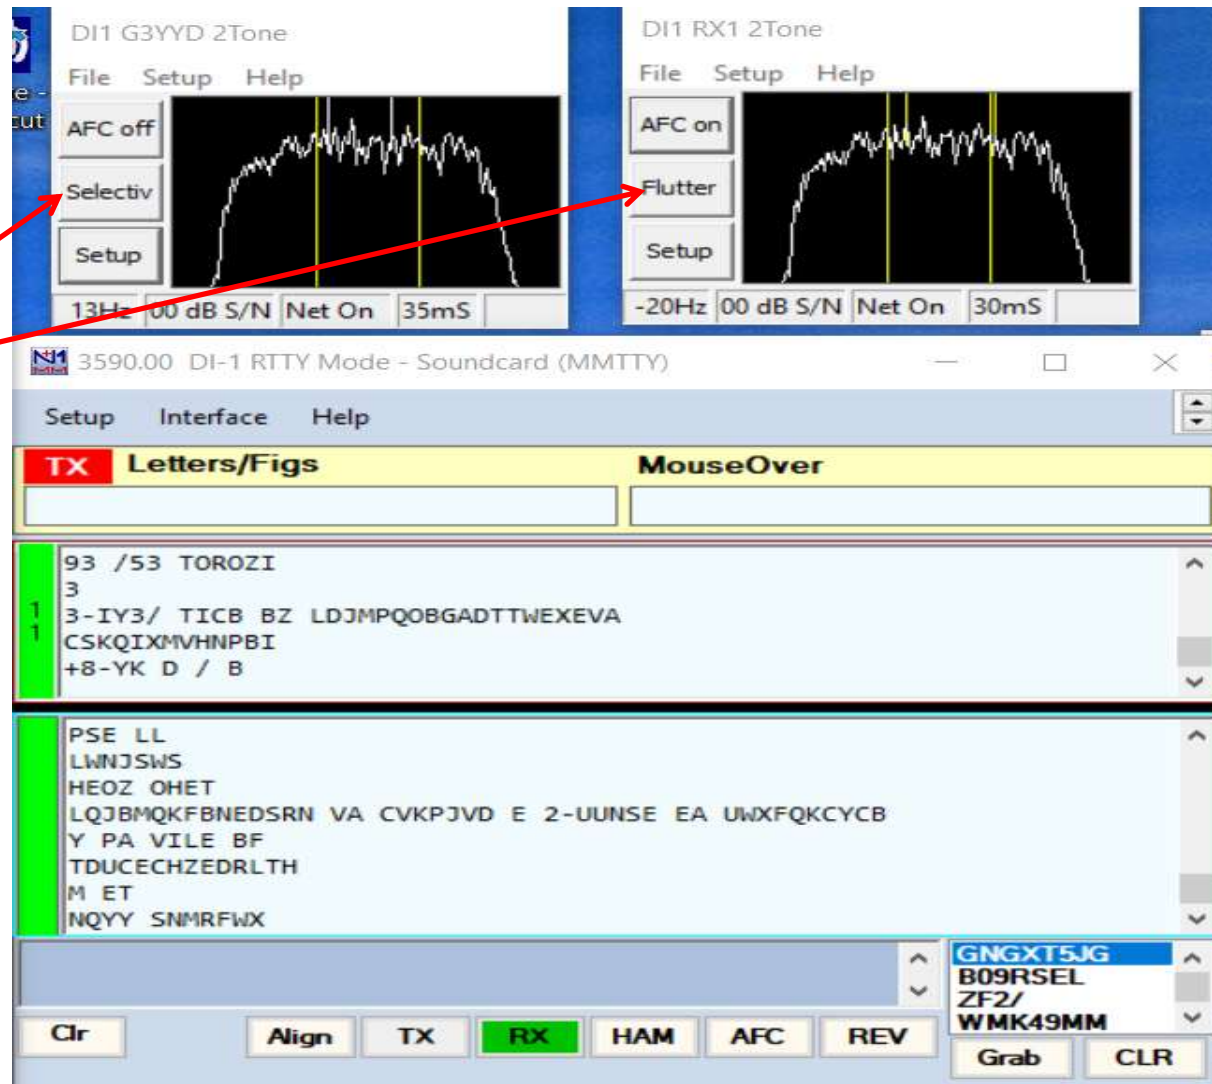 DI1 G3YYD 2Tone
File Setup Help
AFC off
Selectiv
Setup
13Hz 00 dB S/N Net On 35mS
DI1 RX1 2Tone
File Setup Help
AFC on
Flutter
Setup
-20Hz 00 dB S/N Net On 30mS
e -
cut
N1 3590.00 DI-1 RTTY Mode - Soundcard (MMTTY)
Setup Interface Help
TX Letters/Figs MouseOver
1
1
93 /53 TOROZI
3
3-IY3/ TICB BZ LDJMPQOBGADTTWEXEVA
CSKQIXMVHNPBI
+8-YK D / B
PSE LL
LWNJSWS
HEOZ OHET
LQJBMQKFBNEDSRN VA CVKPJVD E 2-UUNSE EA UWXFQKCYCB
Y PA VILE BF
TDUCECHZEDRLTH
M ET
NQYY SNMRFWX
GNGXT5JG
B09RSEL
ZF2/
WMK49MM
Clr Align TX RX HAM AFC REV
Grab CLR